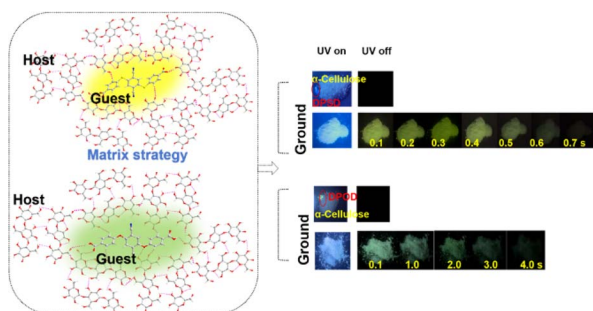 Host
Guest
Matrix strategy
Host
Guest
UV on UV off
α-Cellulose
DPSD
Ground
0.1 0.2 0.3 0.4 0.5 0.6 0.7 s
DPOD
α-Cellulose
Ground
0.1 1.0 2.0 3.0 4.0 s